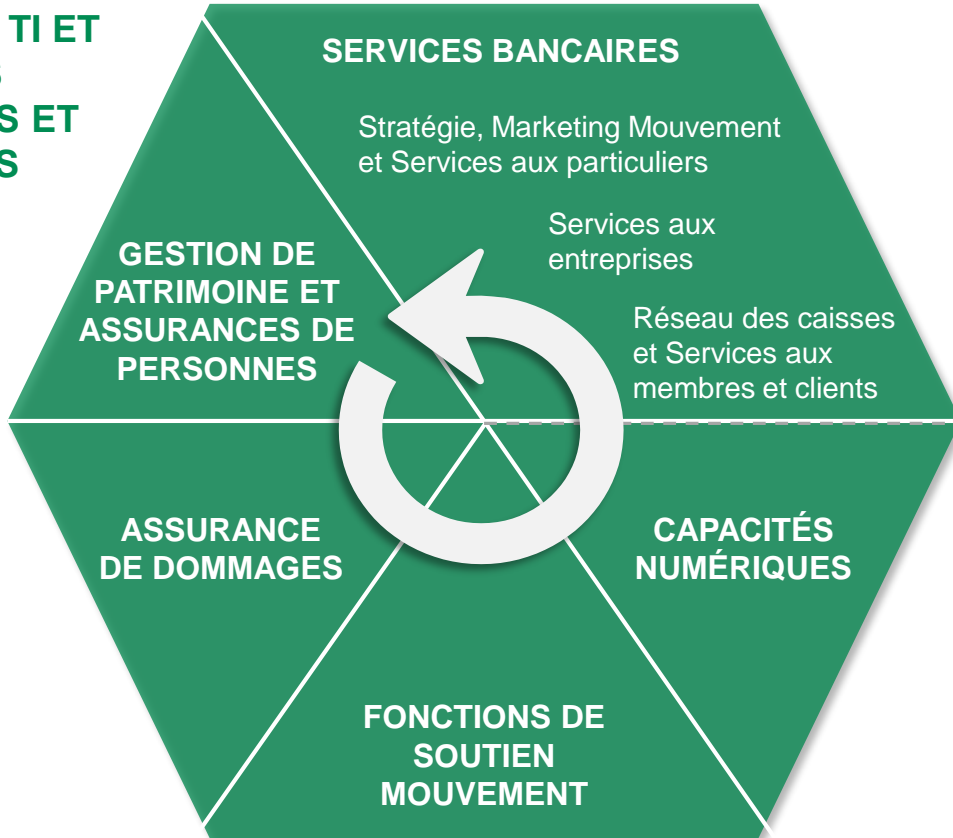 TI ET
S
S ET
S
SERVICES BANCAIRES
Stratégie, Marketing Mouvement
et Services aux particuliers
Services aux
entreprises
Réseau des caisses
et Services aux
membres et clients
GESTION DE
PATRIMOINE ET
ASSURANCES DE
PERSONNES
ASSURANCE
DE DOMMAGES
CAPACITÉS
NUMÉRIQUES
FONCTIONS DE
SOUTIEN
MOUVEMENT